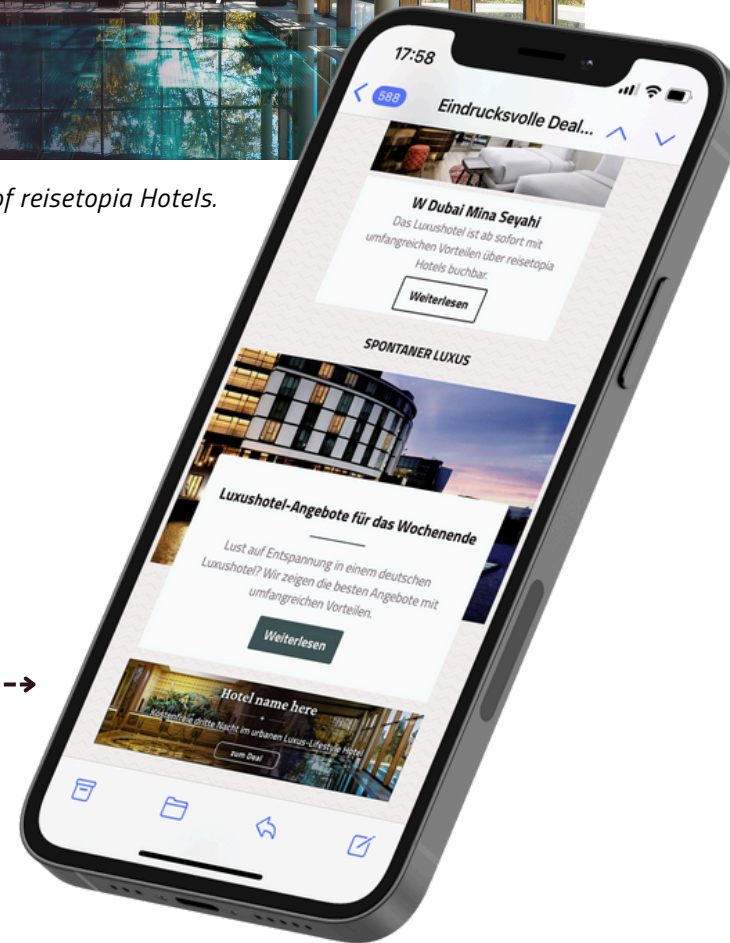 of reisetopia Hotels.
17:58
588
Eindrucksvolle Deal...
W Dubai Mina Seyahi
Das Luxushotel ist ab sofort mit
umfangreichen Vorteilen über reisetopia
Hotels buchbar.
Weiterlesen
SPONTANER LUXUS
Luxushotel-Angebote für das Wochenende
Lust auf Entspannung in einem deutschen
Luxushotel? Wir zeigen die besten Angebote mit
umfangreichen Vorteilen.
Weiterlesen
Hotel name here
Kostenfreie dritte Nacht im urbanen Luxus-Lifestyle Hotel
zum Deal